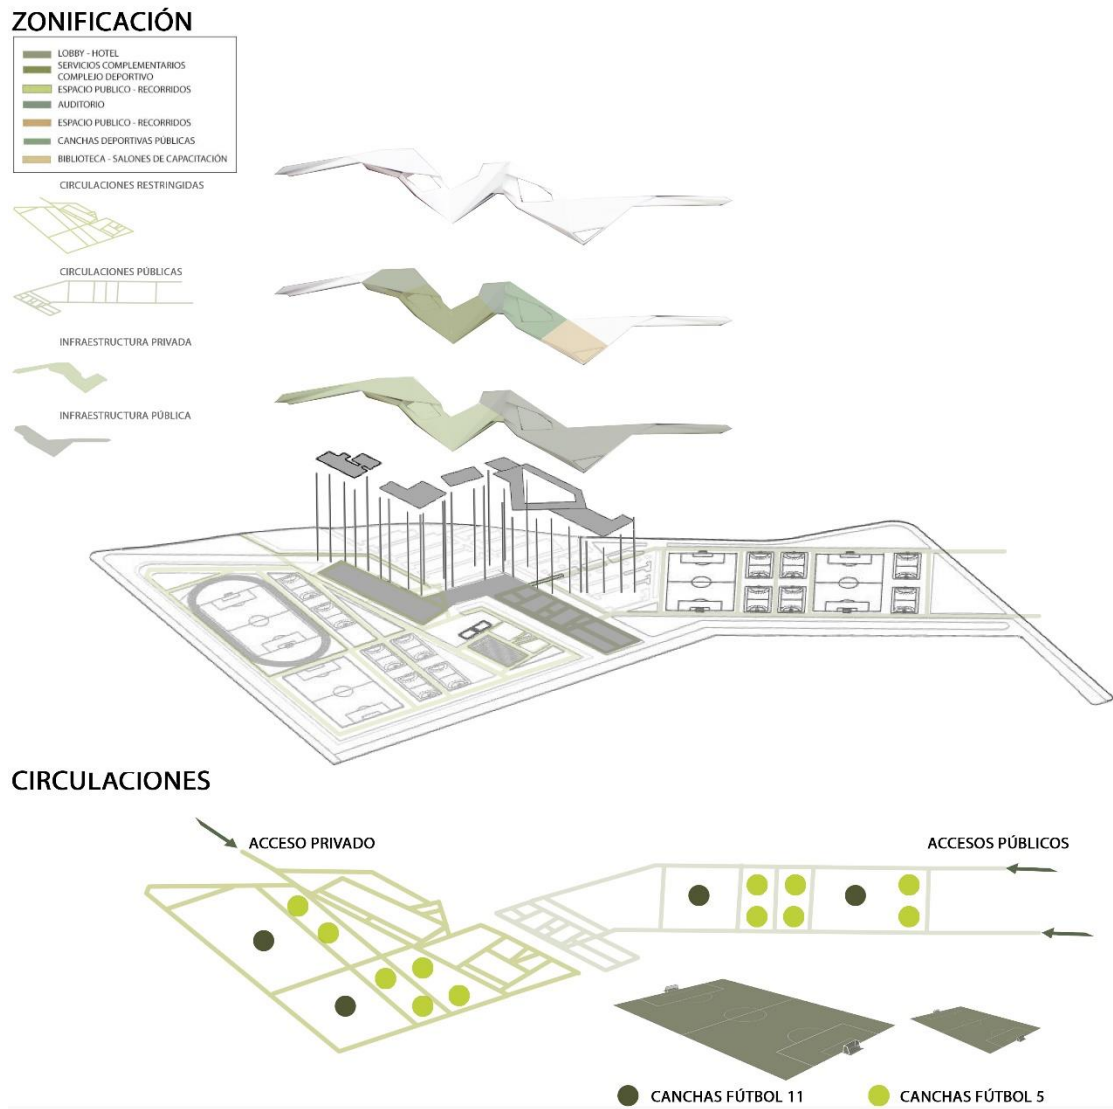 ZONIFICACIÓN
LOBBY - HOTEL
SERVICIOS COMPLEMENTARIOS
COMPLEJO DEPORTIVO
ESPACIO PUBLICO - RECORRIDOS
AUDITORIO
ESPACIO PUBLICO - RECORRIDOS
CANCHAS DEPORTIVAS PÚBLICAS
BIBLIOTECA - SALONES DE CAPACITACIÓN
CIRCULACIONES RESTRINGIDAS
CIRCULACIONES PÚBLICAS
INFRAESTRUCTURA PRIVADA
INFRAESTRUCTURA PÚBLICA
CIRCULACIONES
ACCESO PRIVADO
ACCESOS PÚBLICOS
CANCHAS FÚTBOL 11
CANCHAS FÚTBOL 5